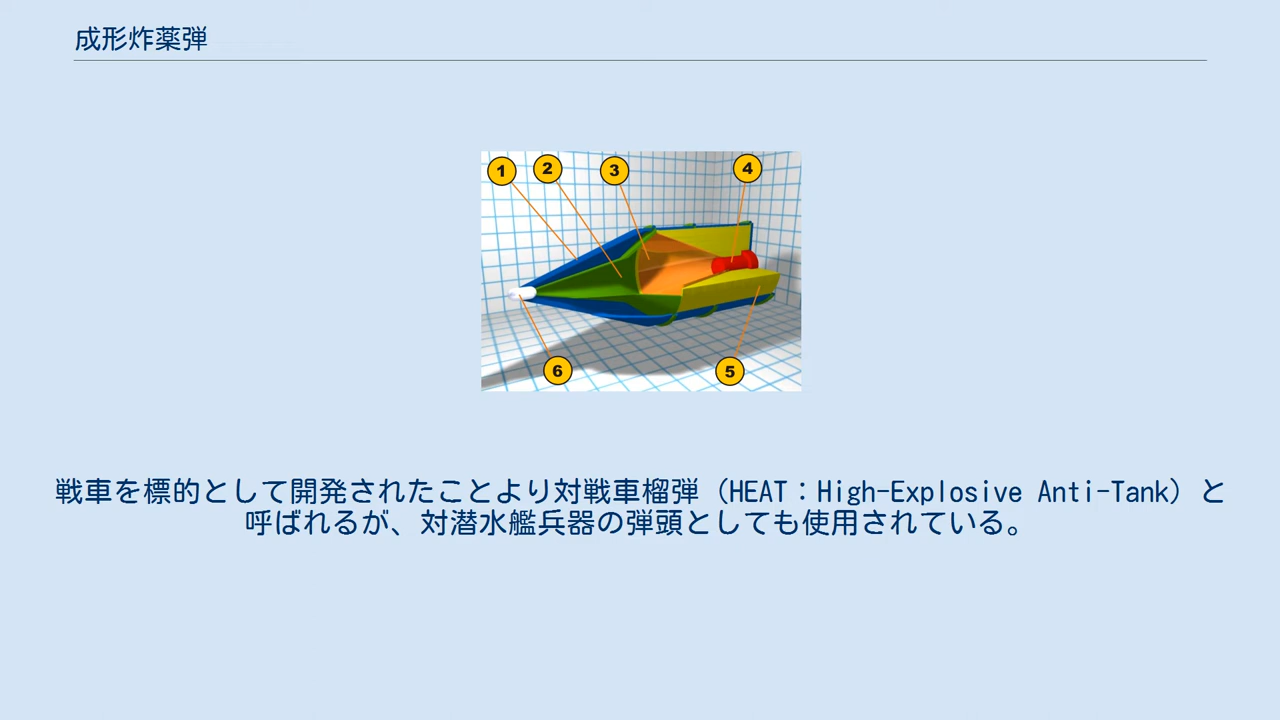 成形炸薬弾
1
2
3
4
6
5
戦車を標的として開発されたことより対戦車榴弾（HEAT：High-Explosive Anti-Tank）と
呼ばれるが、対潜水艦兵器の弾頭としても使用されている。